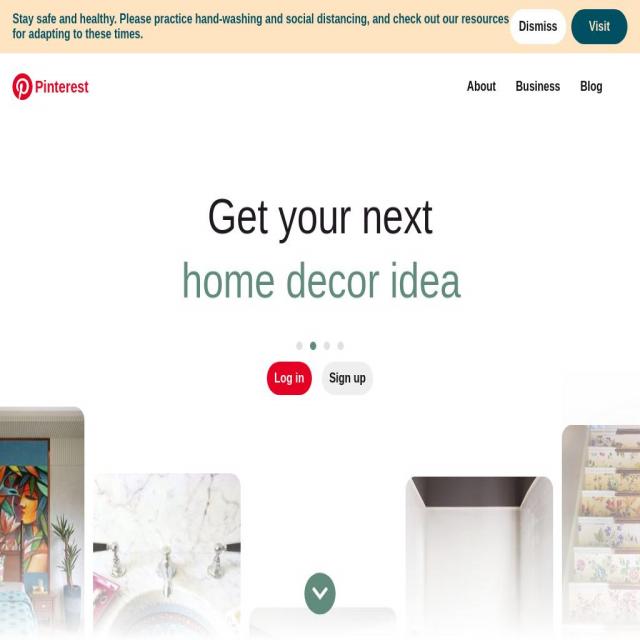 Stay safe and healthy. Please practice hand-washing and social distancing, and check out our resources
for adapting to these times.
Dismiss
Visit
Pinterest
About
Business
Blog
Get your next
home decor idea
Log in
Sign up